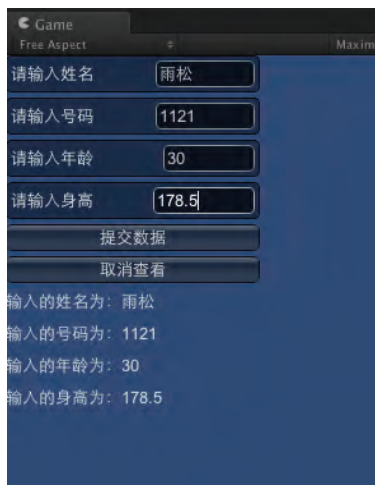 Game
Free Aspect Maxim
请输入姓名 雨松
请输入号码 1121
请输入年龄 30
请输入身高 178.5
提交数据
取消查看
输入的姓名为：雨松
输入的号码为：1121
输入的年龄为：30
输入的身高为：178.5